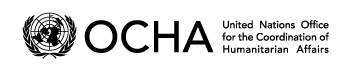 OCHA
United Nations Office
for the Coordination of
Humanitarian Affairs